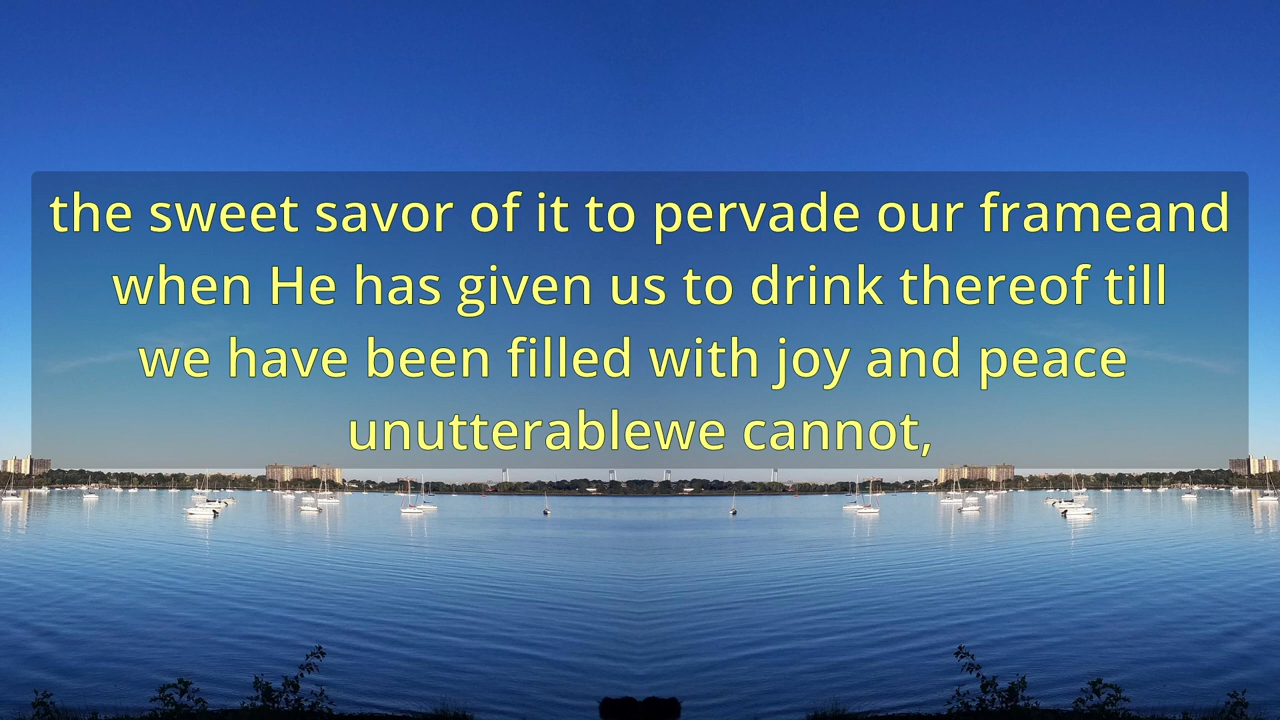 the sweet savor of it to pervade our frameand
when He has given us to drink thereof till
we have been filled with joy and peace
unutterablewe cannot,